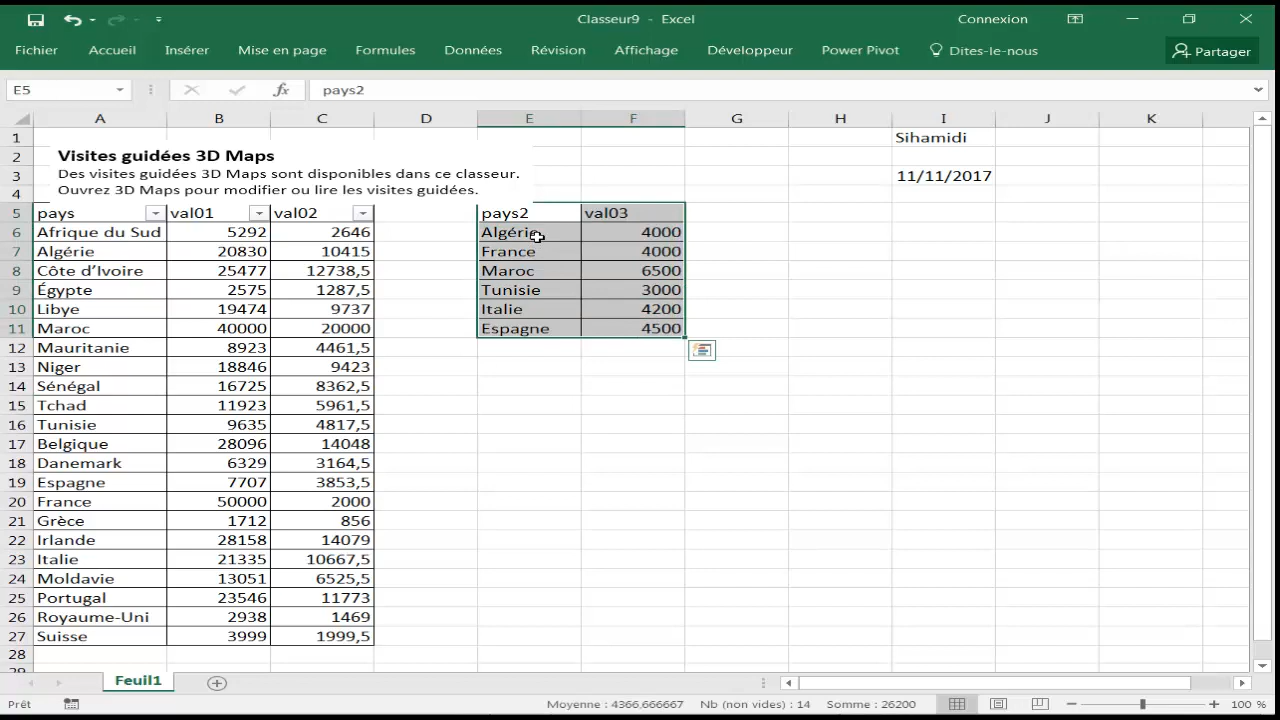 Classeur9 - Excel
Connexion
Fichier Accueil Insérer Mise en page Formules Données Révision Affichage Développeur Power Pivot Dites-le-nous Partager
E5 fx pays2
A B C D E F G H I J K
1 Sihamidi
2 Visites guidées 3D Maps
3 Des visites guidées 3D Maps sont disponibles dans ce classeur. 11/11/2017
4 Ouvrez 3D Maps pour modifier ou lire les visites guidées.
5 pays val01 val02 pays2 val03
6 Afrique du Sud 5292 2646 Algérie 4000
7 Algérie 20830 10415 France 4000
8 Côte d’Ivoire 25477 12738,5 Maroc 6500
9 Égypte 2575 1287,5 Tunisie 3000
10 Libye 19474 9737 Italie 4200
11 Maroc 40000 20000 Espagne 4500
12 Mauritanie 8923 4461,5
13 Niger 18846 9423
14 Sénégal 16725 8362,5
15 Tchad 11923 5961,5
16 Tunisie 9635 4817,5
17 Belgique 28096 14048
18 Danemark 6329 3164,5
19 Espagne 7707 3853,5
20 France 50000 2000
21 Grèce 1712 856
22 Irlande 28158 14079
23 Italie 21335 10667,5
24 Moldavie 13051 6525,5
25 Portugal 23546 11773
26 Royaume-Uni 2938 1469
27 Suisse 3999 1999,5
28
29
Feuil1
Prêt Moyenne : 4366,666667 Nb (non vides) : 14 Somme : 26200 100 %